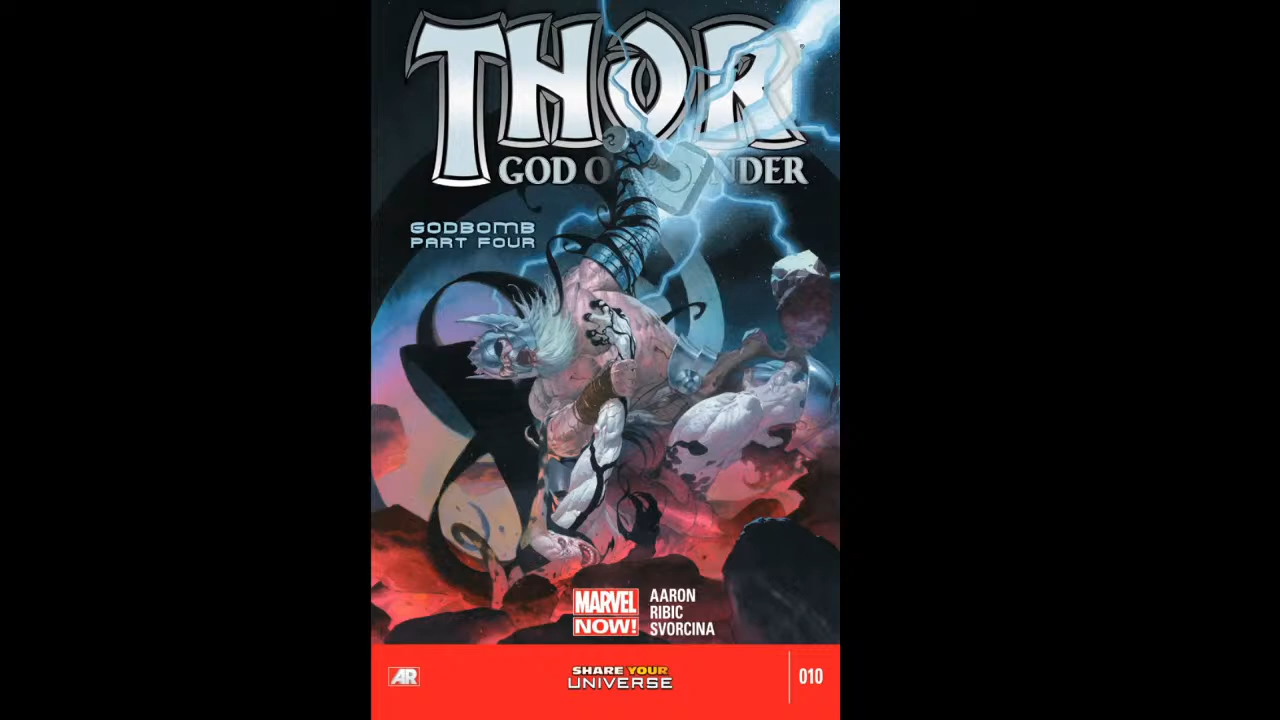 THOR
GOD O NDER
GODBOMB
PART FOUR
MARVEL
NOW!
AARON
RIBIC
SVORCINA
AR
SHARE YOUR
UNIVERSE
010